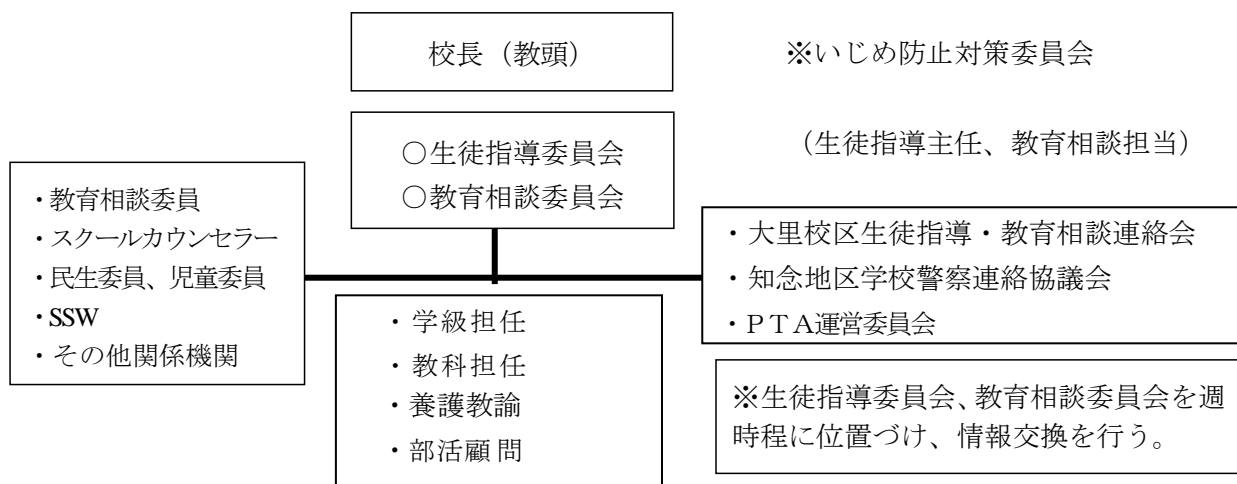 校長（教頭）
※いじめ防止対策委員会
○生徒指導委員会
○教育相談委員会
（生徒指導主任、教育相談担当）
・教育相談委員
・スクールカウンセラー
・民生委員、児童委員
・SSW
・その他関係機関
・大里校区生徒指導・教育相談連絡会
・知念地区学校警察連絡協議会
・ＰＴＡ運営委員会
・学級担任
・教科担任
・養護教諭
・部活顧問
※生徒指導委員会、教育相談委員会を週
時程に位置づけ、情報交換を行う。